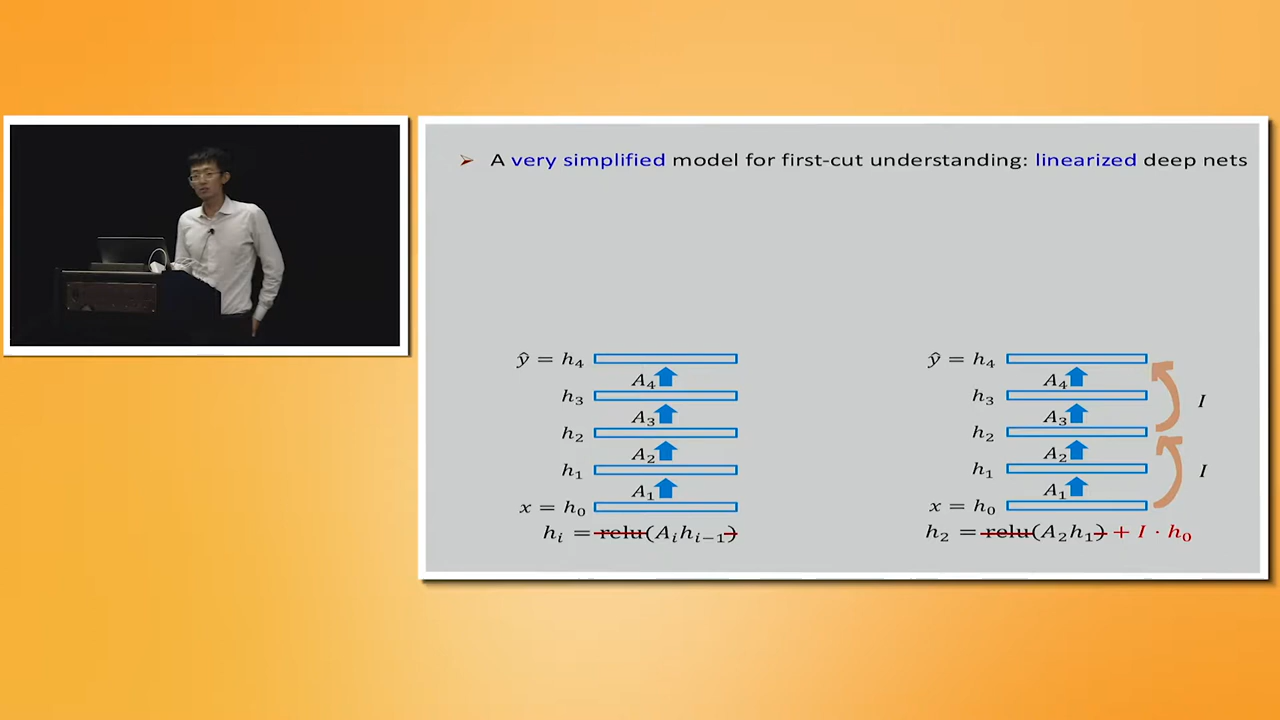 ➢ A very simplified model for first-cut understanding: linearized deep nets
ŷ = h₄
A₄
h₃
A₃
h₂
A₂
h₁
A₁
x = h₀
hᵢ = relu(Aᵢhᵢ₋₁)
ŷ = h₄
A₄
I
h₃
A₃
h₂
A₂
I
h₁
A₁
x = h₀
h₂ = relu(A₂h₁) + I · h₀